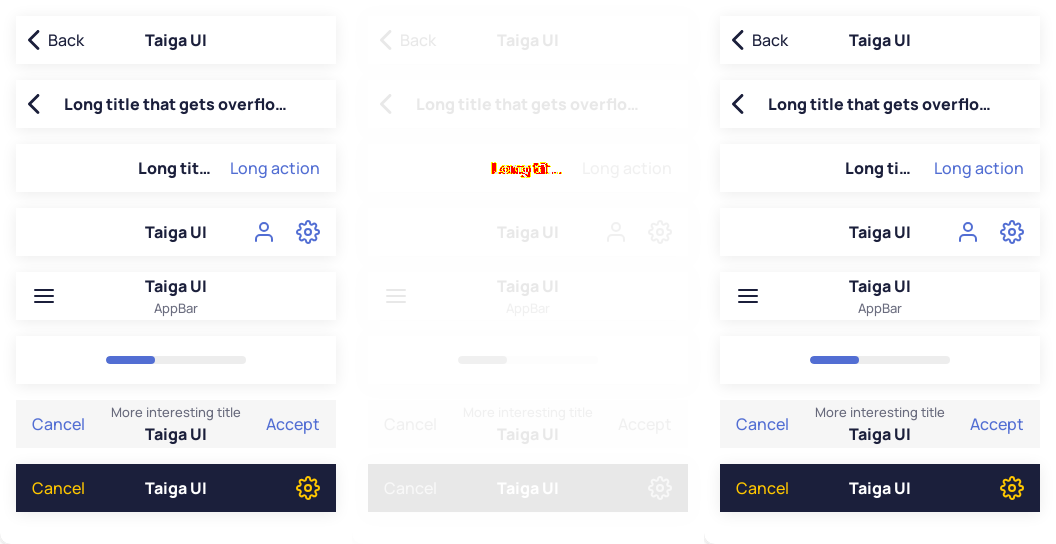 Back Taiga UI
Long title that gets overflo...
Long tit... Long action
Taiga UI
Taiga UI
AppBar
More interesting title
Cancel Taiga UI Accept
Cancel Taiga UI
Back Taiga UI
Long title that gets overflo...
Long tit... Long action
Taiga UI
Taiga UI
AppBar
More interesting title
Cancel Taiga UI Accept
Cancel Taiga UI
Back Taiga UI
Long title that gets overflo...
Long ti... Long action
Taiga UI
Taiga UI
AppBar
More interesting title
Cancel Taiga UI Accept
Cancel Taiga UI